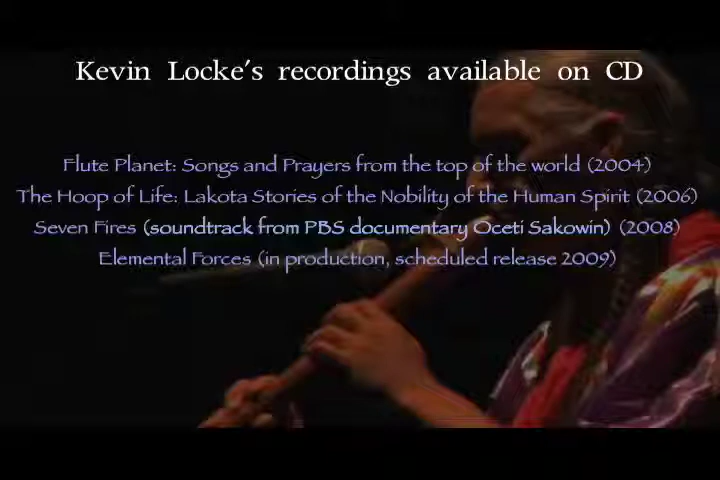 Kevin Locke's recordings available on CD
Flute Planet: Songs and Prayers from the top of the world (2004)
The Hoop of Life: Lakota Stories of the Nobility of the Human Spirit (2006)
Seven Fires (soundtrack from PBS documentary Oceti Sakowin) (2008)
Elemental Forces (in production, scheduled release 2009)